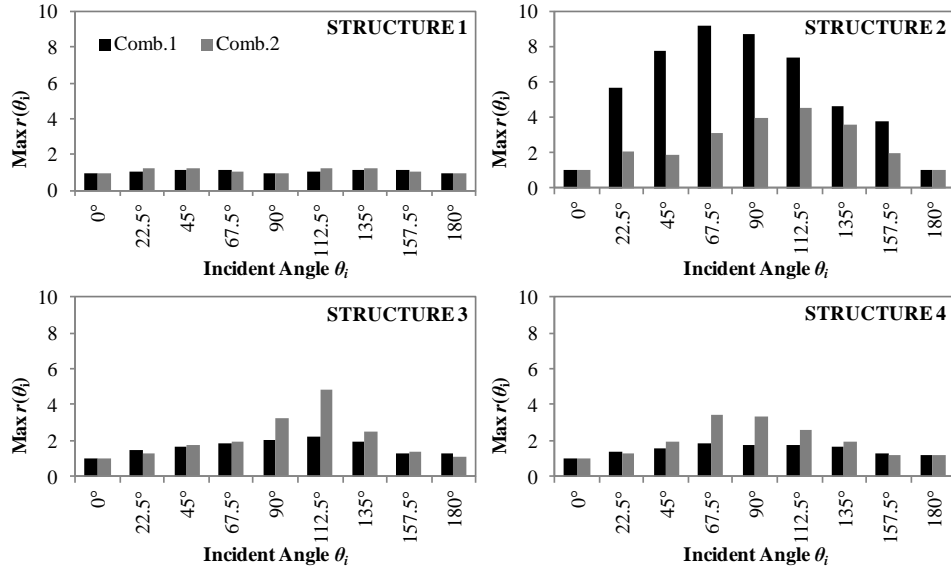 STRUCTURE 1
Comb.1 Comb.2
Max r(θi)
10
8
6
4
2
0
0° 22.5° 45° 67.5° 90° 112.5° 135° 157.5° 180°
Incident Angle θi
STRUCTURE 2
Max r(θi)
10
8
6
4
2
0
0° 22.5° 45° 67.5° 90° 112.5° 135° 157.5° 180°
Incident Angle θi
STRUCTURE 3
Max r(θi)
10
8
6
4
2
0
0° 22.5° 45° 67.5° 90° 112.5° 135° 157.5° 180°
Incident Angle θi
STRUCTURE 4
Max r(θi)
10
8
6
4
2
0
0° 22.5° 45° 67.5° 90° 112.5° 135° 157.5° 180°
Incident Angle θi